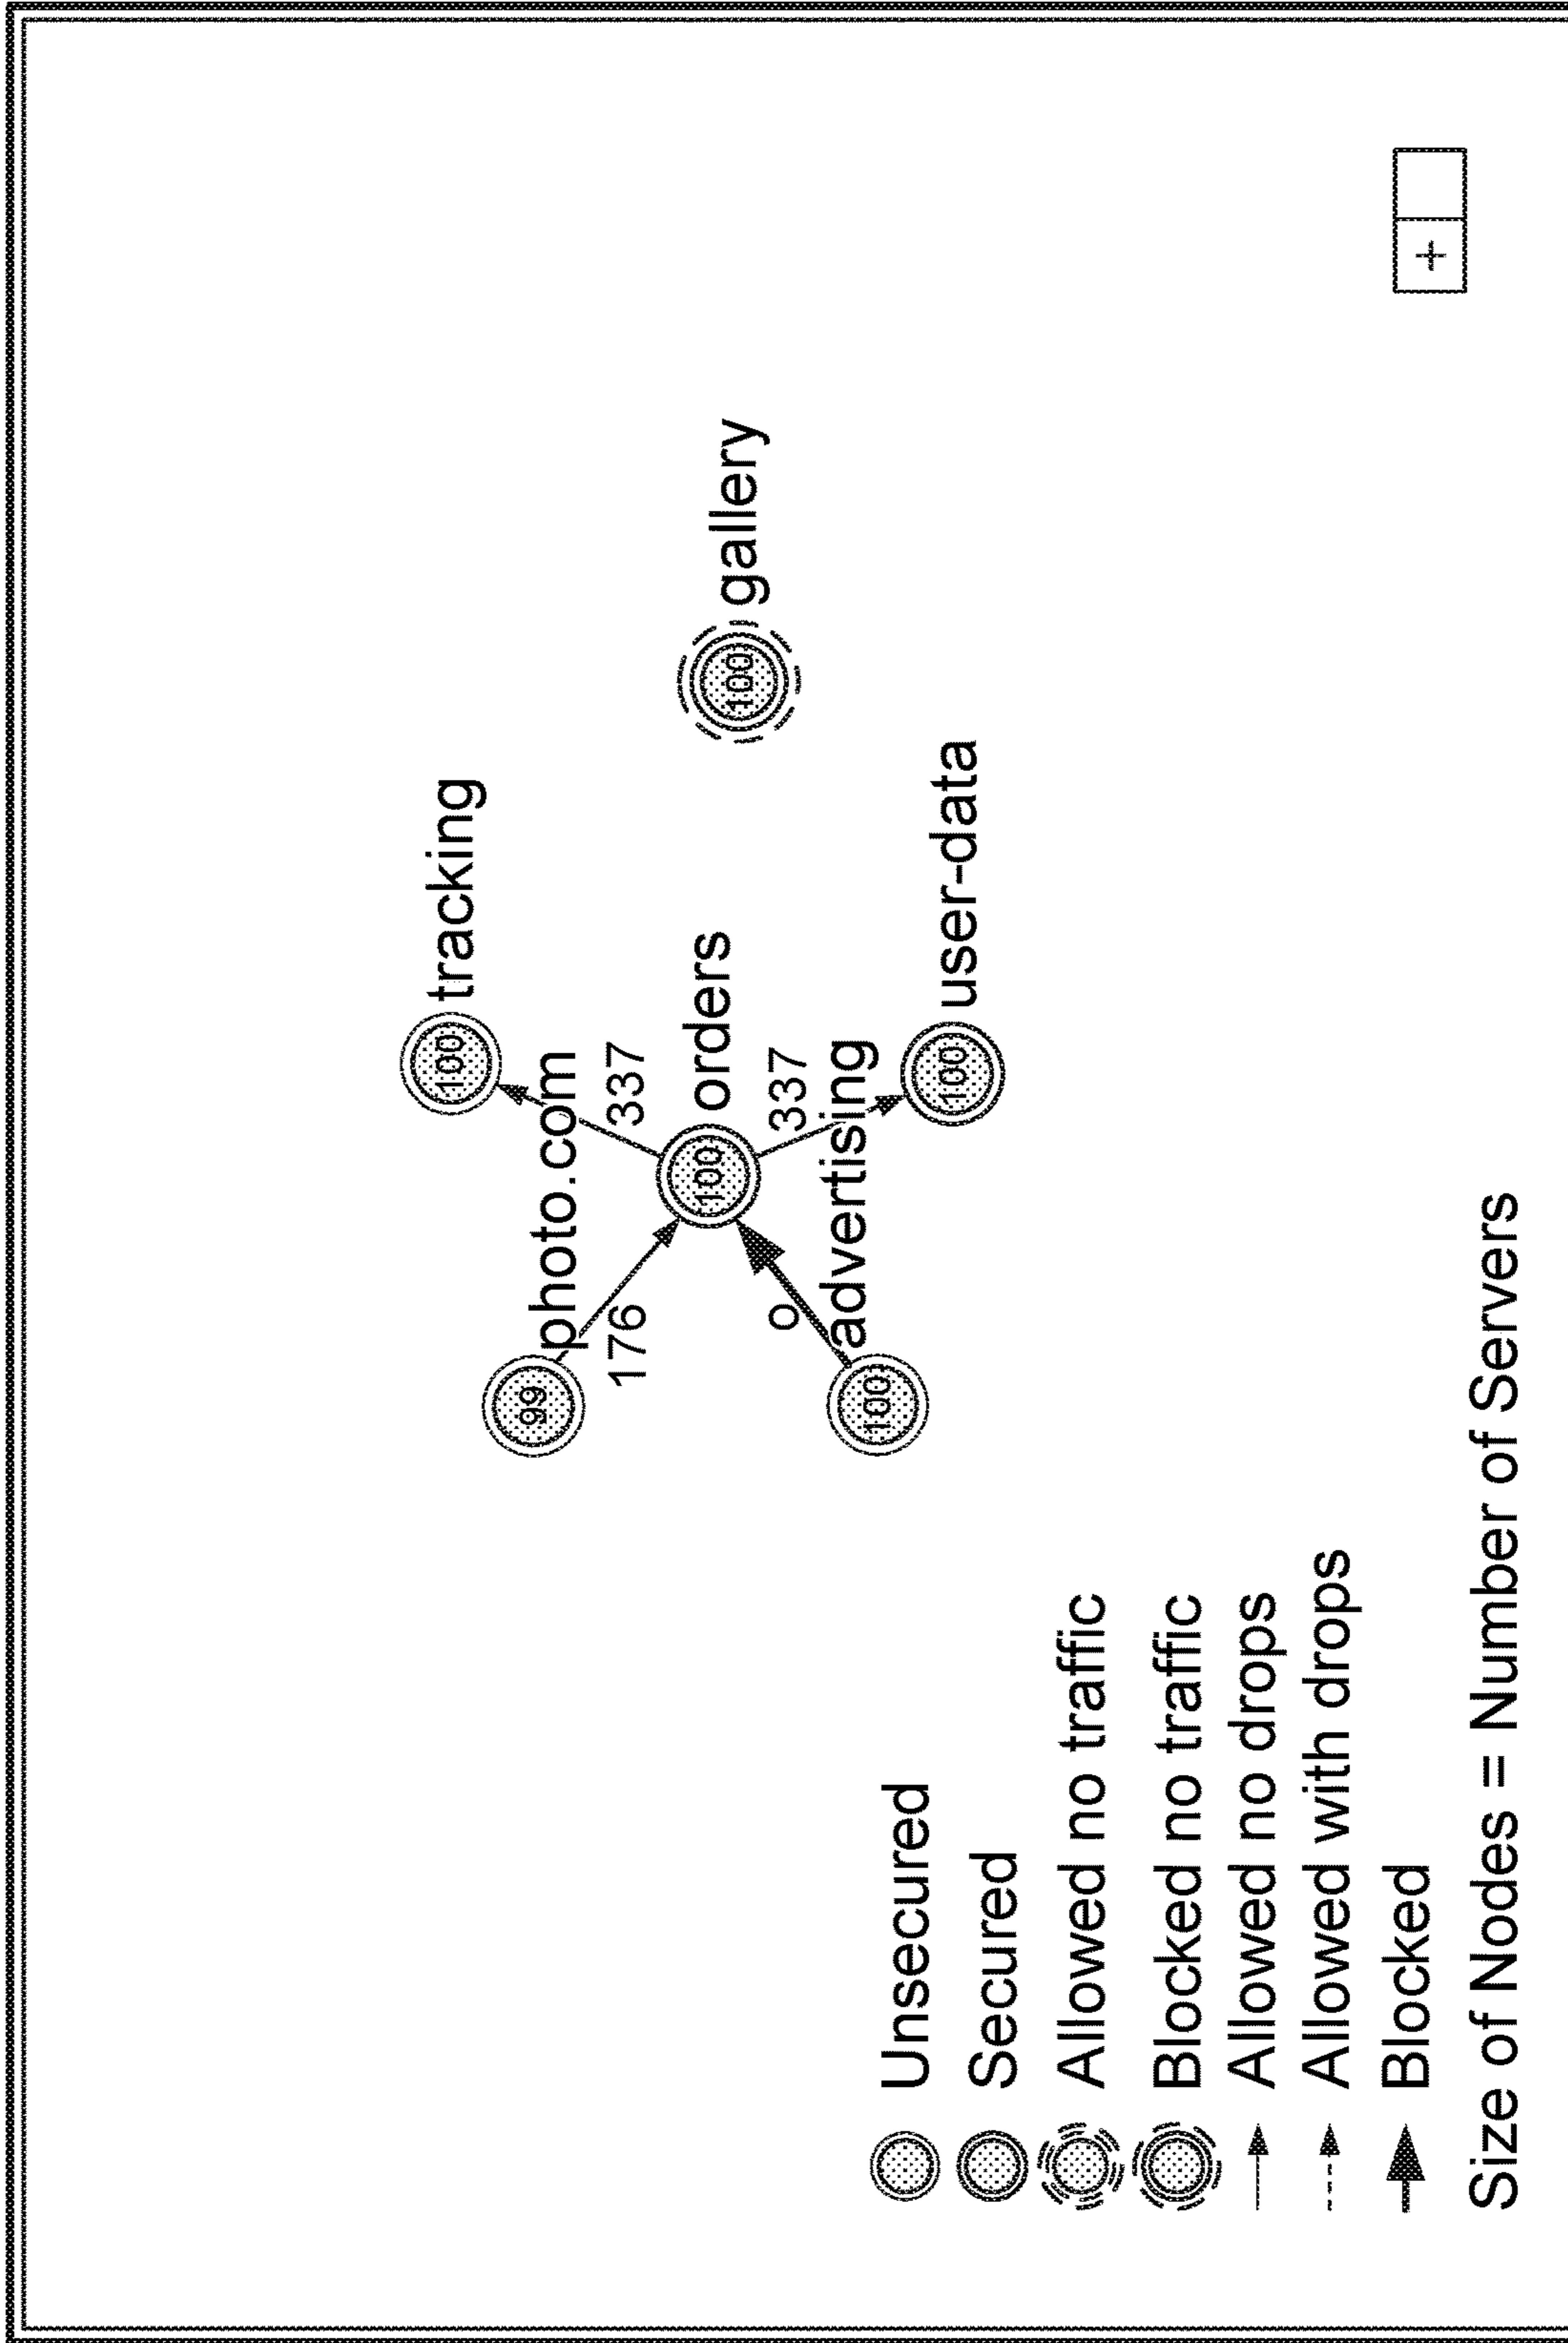 99
photo.com
100
tracking
176
337
100
orders
100
gallery
0
337
100
advertising
100
user-data
Unsecured
Secured
Allowed no traffic
Blocked no traffic
Allowed no drops
Allowed with drops
Blocked
Size of Nodes = Number of Servers
+